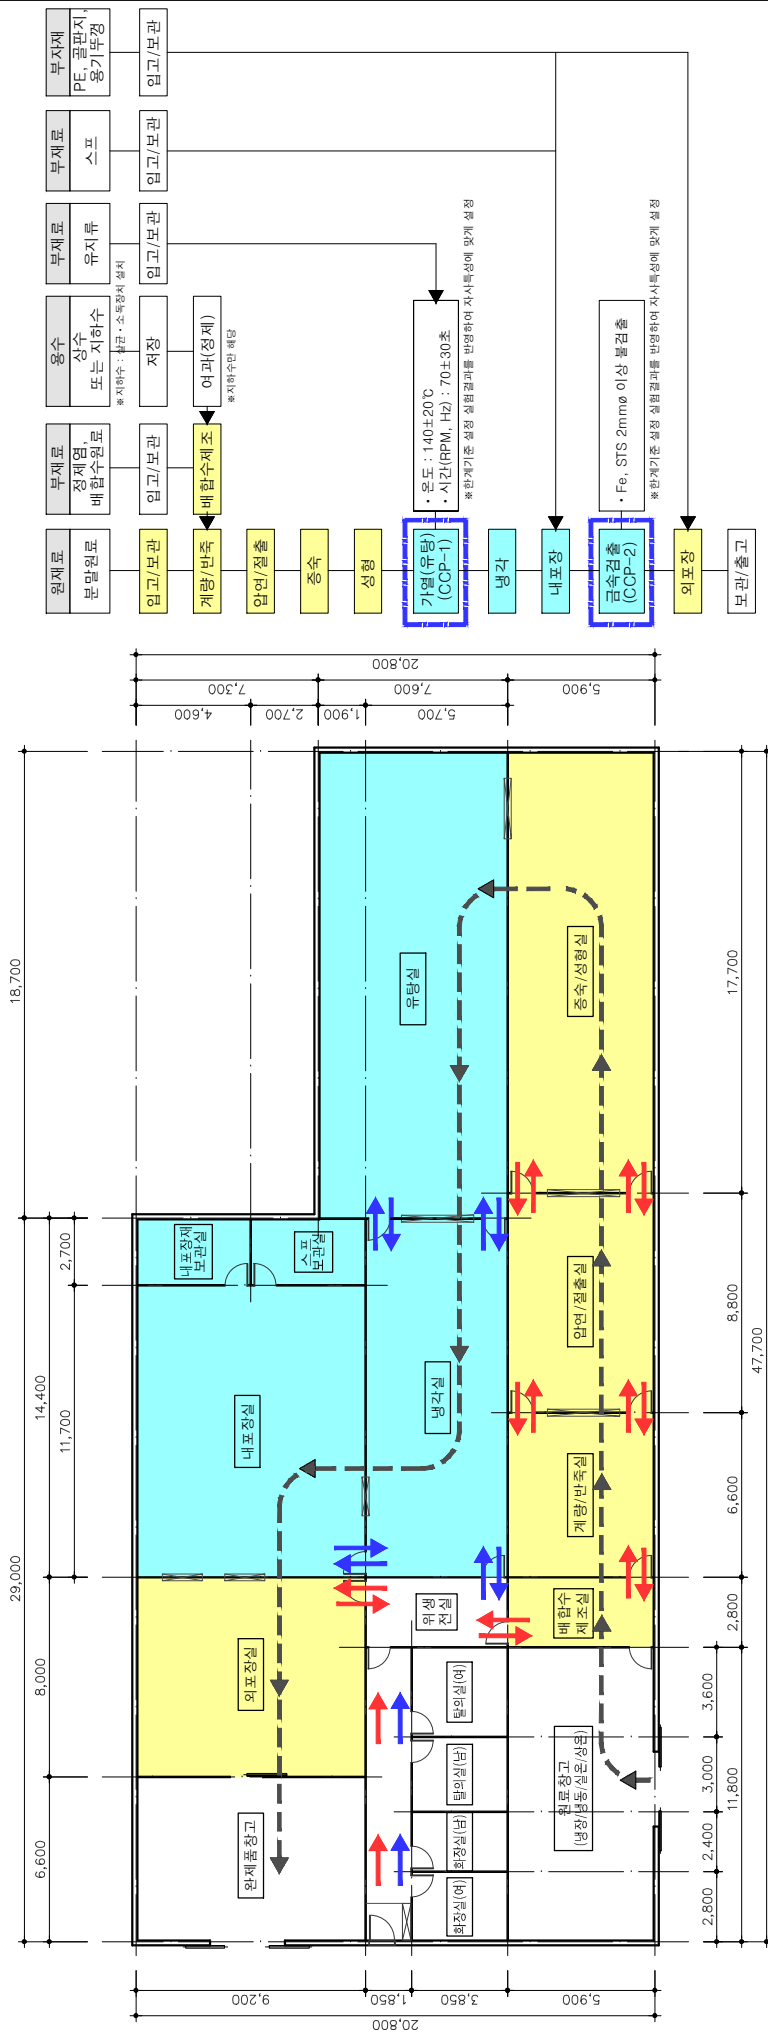 원재료
분말원료
입고/보관
계량/반죽
압연/절출
증숙
성형
가열(유탕)
(CCP-1)
냉각
내포장
금속검출
(CCP-2)
외포장
보관/출고
부재료
정제염,
배합수원료
입고/보관
배합수제조
용수
상수
또는 지하수
※지하수 : 살균・소독장치 설치
저장
여과(정제)
※지하수만 해당
부재료
유지류
입고/보관
부재료
스프
입고/보관
부자재
PE, 골판지,
용기뚜껑
입고/보관
・온도 : 140±20℃
・시간(RPM, Hz) : 70±30초
※한계기준 설정 실험결과를 반영하여 자사특성에 맞게 설정
・Fe, STS 2mmø 이상 불검출
※한계기준 설정 실험결과를 반영하여 자사특성에 맞게 설정
29,000
18,700
14,400
8,000
6,600
2,700
11,700
20,800
7,300
7,600
5,900
4,600
2,700
1,900
5,700
내포장재
보관실
스프
보관실
유탕실
내포장실
냉각실
증숙/성형실
압연/절출실
계량/반죽실
외포장실
위생
전실
배합수
제조실
완제품창고
탈의실(여)
탈의실(남)
화장실(남)
화장실(여)
원료창고
(냉장/냉동/실온/상온)
2,800
2,400
3,000
3,600
11,800
2,800
6,600
8,800
17,700
47,700
9,200
1,850
3,850
5,900
20,800